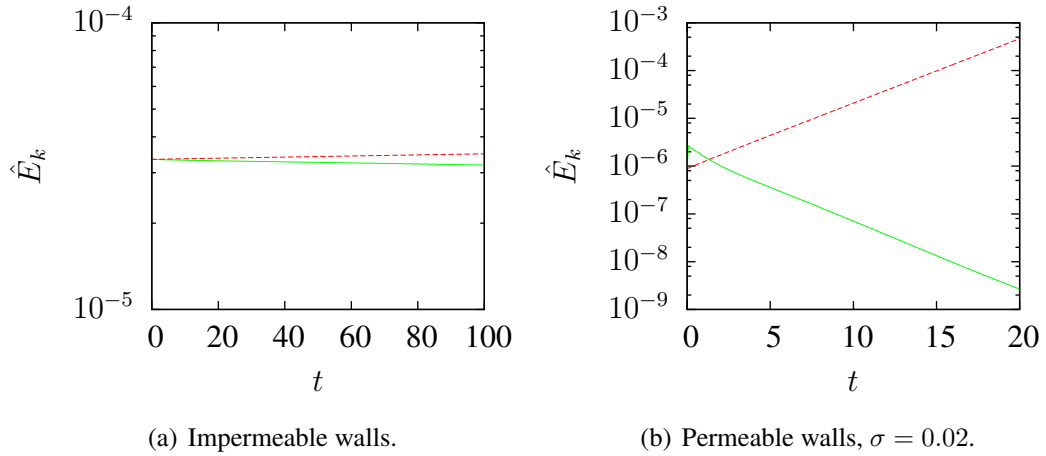 10⁻⁴
Ê_k
10⁻⁵
0 20 40 60 80 100
t
(a) Impermeable walls.
10⁻³
10⁻⁴
10⁻⁵
Ê_k
10⁻⁶
10⁻⁷
10⁻⁸
10⁻⁹
0 5 10 15 20
t
(b) Permeable walls, σ = 0.02.